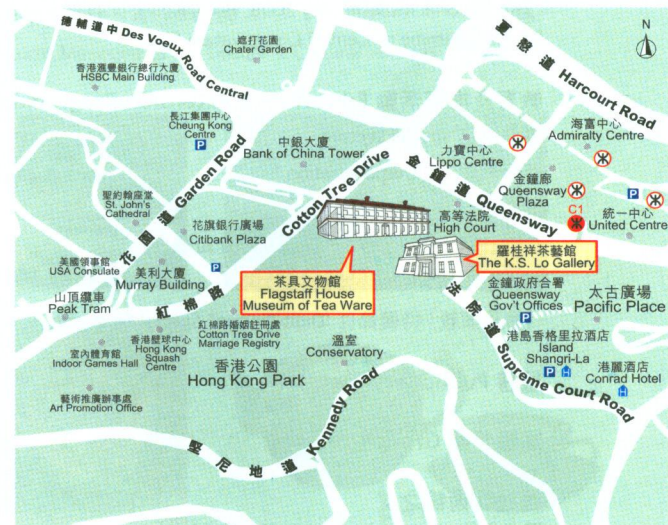 德輔道中 Des Voeux Road Central
遮打花園
Chater Garden
夏慤道 Harcourt Road
N
香港滙豐銀行總行大廈
HSBC Main Building
長江集團中心
Cheung Kong
Centre
P
中銀大廈
Bank of China Tower
花園道 Garden Road
紅棉路 Cotton Tree Drive
力寶中心
Lippo Centre
海富中心
Admiralty Centre
金鐘道 Queensway
金鐘廊
Queensway
Plaza
P
C1
統一中心
United Centre
聖約翰座堂
St. John's
Cathedral
花旗銀行廣場
Citibank Plaza
高等法院
High Court
羅桂祥茶藝館
The K.S. Lo Gallery
美國領事館
USA Consulate
美利大廈
Murray Building
P
茶具文物館
Flagstaff House
Museum of Tea Ware
山頂纜車
Peak Tram
金鐘政府合署
Queensway
Gov't Offices
P
太古廣場
Pacific Place
香港壁球中心
Hong Kong
Squash
Centre
紅棉路婚姻註冊處
Cotton Tree Drive
Marriage Registry
溫室
Conservatory
法院道 Supreme Court Road
室內體育館
Indoor Games Hall
香港公園
Hong Kong Park
港島香格里拉酒店
Island
Shangri-La
P H
港麗酒店
Conrad Hotel
H
藝術推廣辦事處
Art Promotion Office
堅尼地道 Kennedy Road